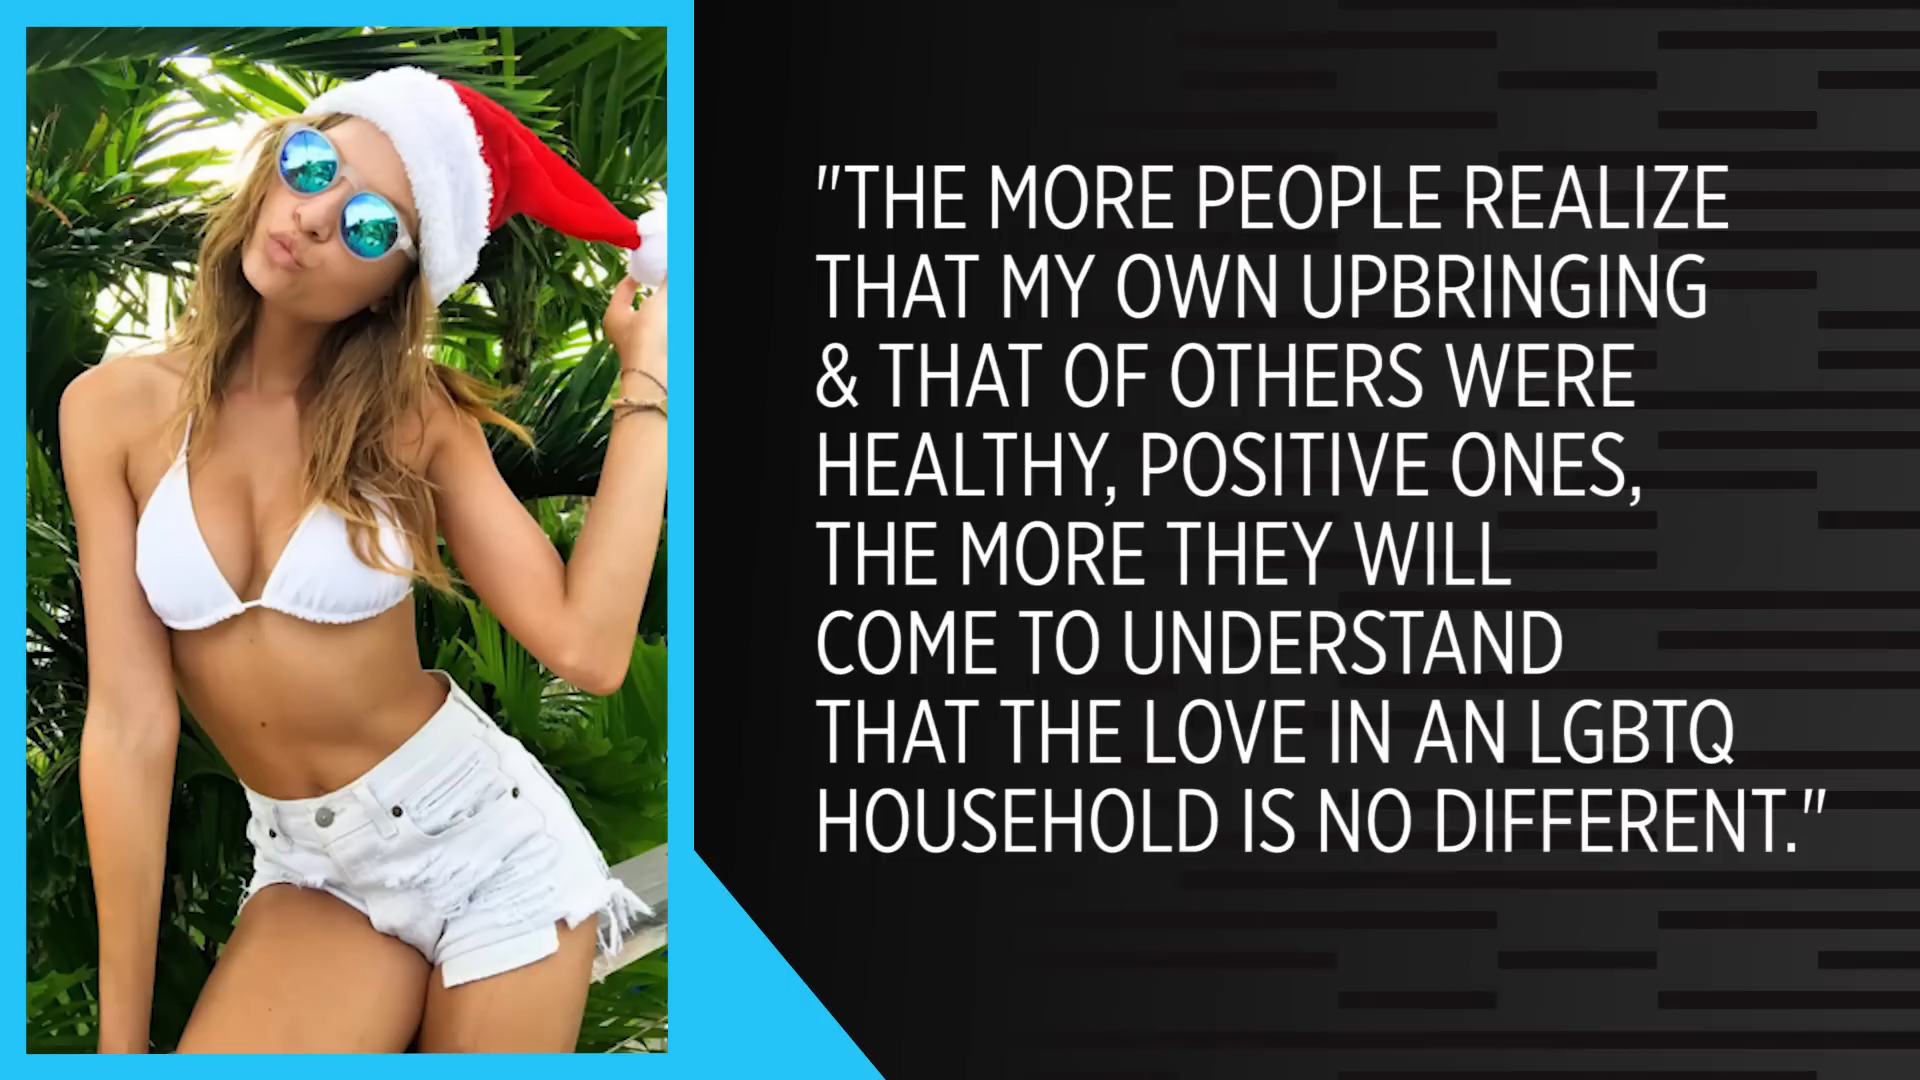 "THE MORE PEOPLE REALIZE
THAT MY OWN UPBRINGING
& THAT OF OTHERS WERE
HEALTHY, POSITIVE ONES,
THE MORE THEY WILL
COME TO UNDERSTAND
THAT THE LOVE IN AN LGBTQ
HOUSEHOLD IS NO DIFFERENT."